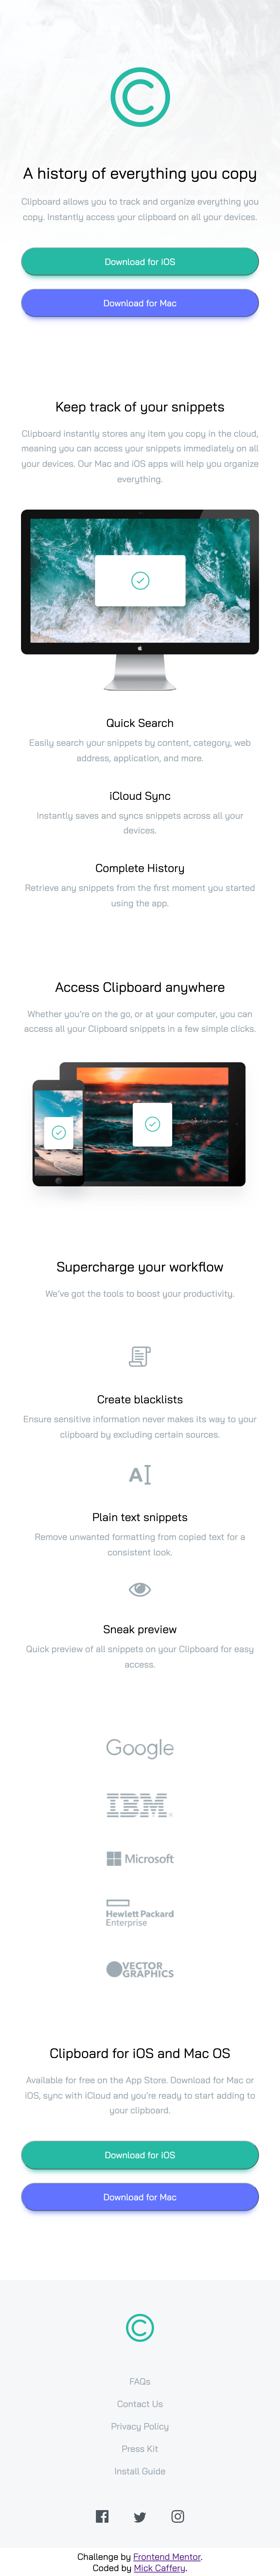 A history of everything you copy
Clipboard allows you to track and organize everything you
copy. Instantly access your clipboard on all your devices.
Download for iOS
Download for Mac
Keep track of your snippets
Clipboard instantly stores any item you copy in the cloud,
meaning you can access your snippets immediately on all
your devices. Our Mac and iOS apps will help you organize
everything.
Quick Search
Easily search your snippets by content, category, web
address, application, and more.
iCloud Sync
Instantly saves and syncs snippets across all your
devices.
Complete History
Retrieve any snippets from the first moment you started
using the app.
Access Clipboard anywhere
Whether you're on the go, or at your computer, you can
access all your Clipboard snippets in a few simple clicks.
Supercharge your workflow
We've got the tools to boost your productivity.
Create blacklists
Ensure sensitive information never makes its way to your
clipboard by excluding certain sources.
A
Plain text snippets
Remove unwanted formatting from copied text for a
consistent look.
Sneak preview
Quick preview of all snippets on your Clipboard for easy
access.
Google
IBM®
Microsoft
Hewlett Packard
Enterprise
VECTOR
GRAPHICS
Clipboard for iOS and Mac OS
Available for free on the App Store. Download for Mac or
iOS, sync with iCloud and you're ready to start adding to
your clipboard.
Download for iOS
Download for Mac
FAQs
Contact Us
Privacy Policy
Press Kit
Install Guide
Challenge by Frontend Mentor.
Coded by Mick Caffery.